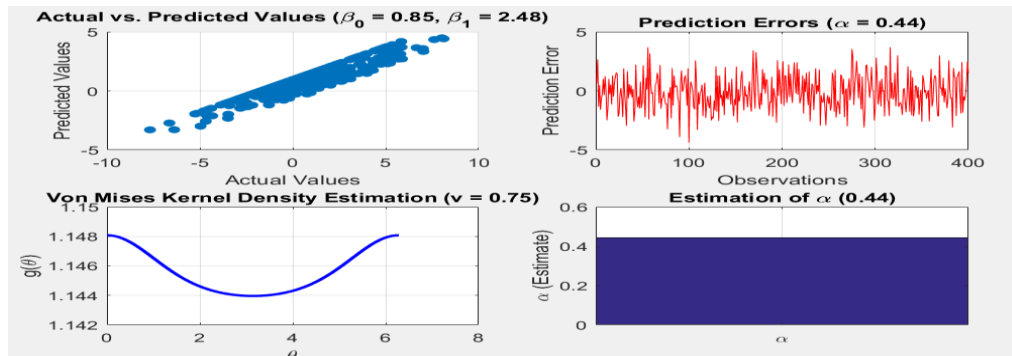 Actual vs. Predicted Values (β₀ = 0.85, β₁ = 2.48)
5
0
-5
Predicted Values
-10
-5
0
5
10
Actual Values
Prediction Errors (α = 0.44)
5
0
-5
Prediction Error
0
100
200
300
400
Observations
Von Mises Kernel Density Estimation (v = 0.75)
1.15
1.148
1.146
1.144
1.142
g(θ)
0
2
4
6
8
Estimation of α (0.44)
0.6
0.4
0.2
0
α (Estimate)
α